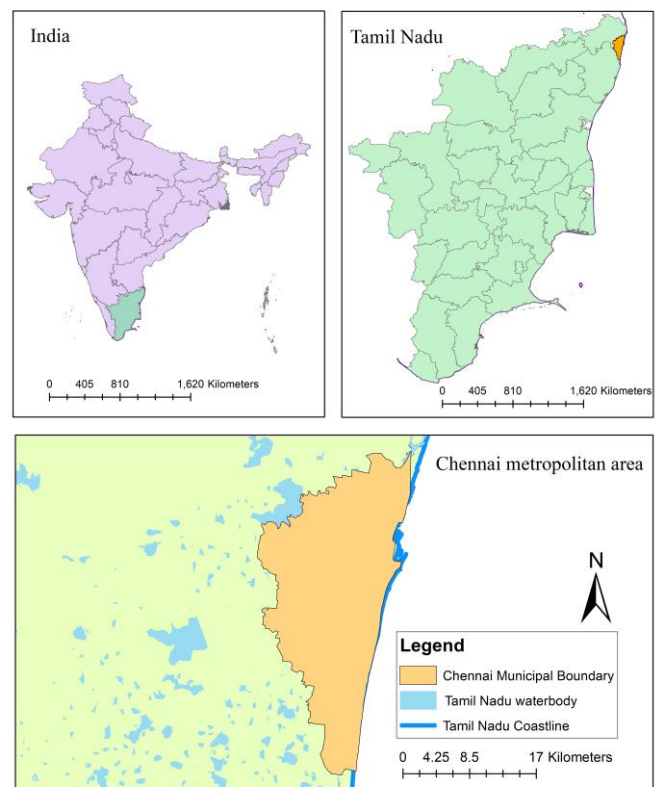 India
0 405 810 1,620 Kilometers
Tamil Nadu
0 405 810 1,620 Kilometers
Chennai metropolitan area
N
Legend
Chennai Municipal Boundary
Tamil Nadu waterbody
Tamil Nadu Coastline
0 4.25 8.5 17 Kilometers